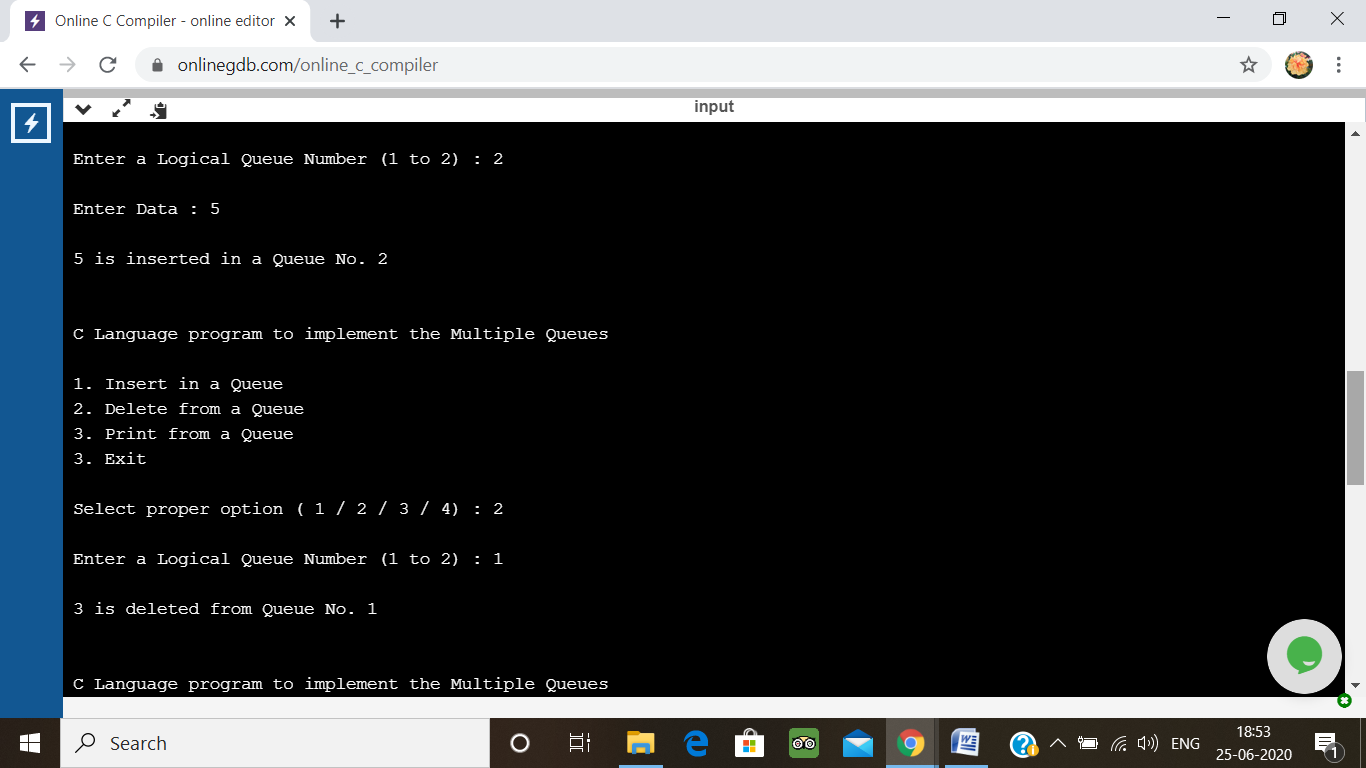 Online C Compiler - online editor
onlinegdb.com/online_c_compiler
input
Enter a Logical Queue Number (1 to 2) : 2
Enter Data : 5
5 is inserted in a Queue No. 2
C Language program to implement the Multiple Queues
1. Insert in a Queue
2. Delete from a Queue
3. Print from a Queue
3. Exit
Select proper option ( 1 / 2 / 3 / 4) : 2
Enter a Logical Queue Number (1 to 2) : 1
3 is deleted from Queue No. 1
C Language program to implement the Multiple Queues
Search
ENG
18:53
25-06-2020
1